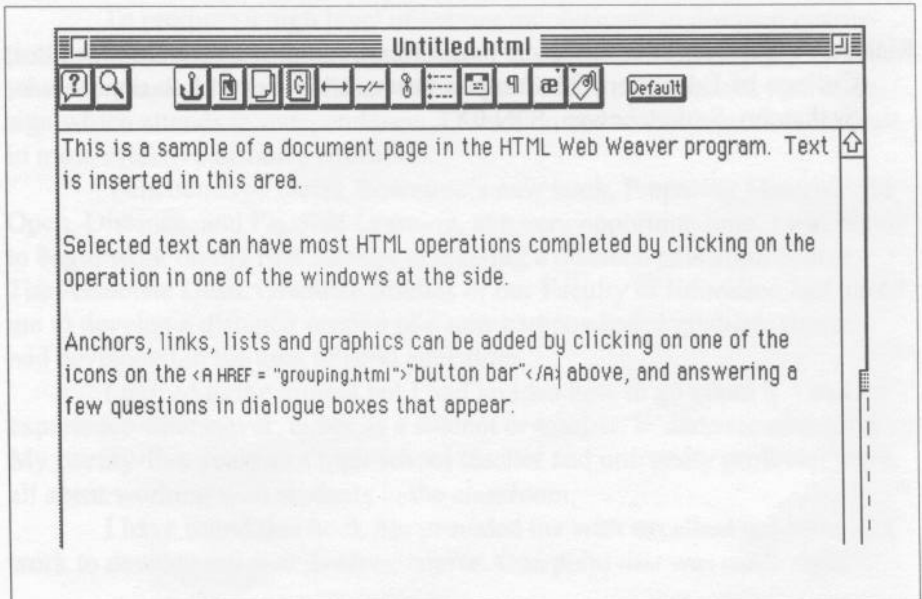 Untitled.html
Default
This is a sample of a document page in the HTML Web Weaver program. Text
is inserted in this area.
Selected text can have most HTML operations completed by clicking on the
operation in one of the windows at the side.
Anchors, links, lists and graphics can be added by clicking on one of the
icons on the <A HREF = "grouping.html">"button bar"</A> above, and answering a
few questions in dialogue boxes that appear.